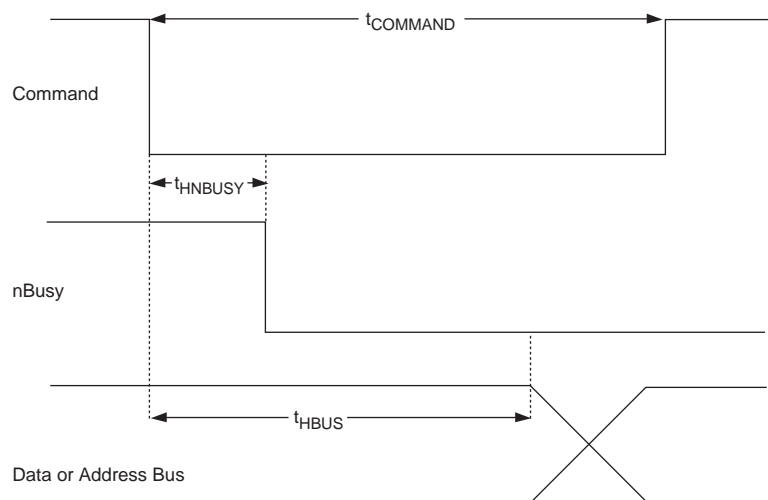 tCOMMAND
Command
tHNBUSY
nBusy
tHBUS
Data or Address Bus